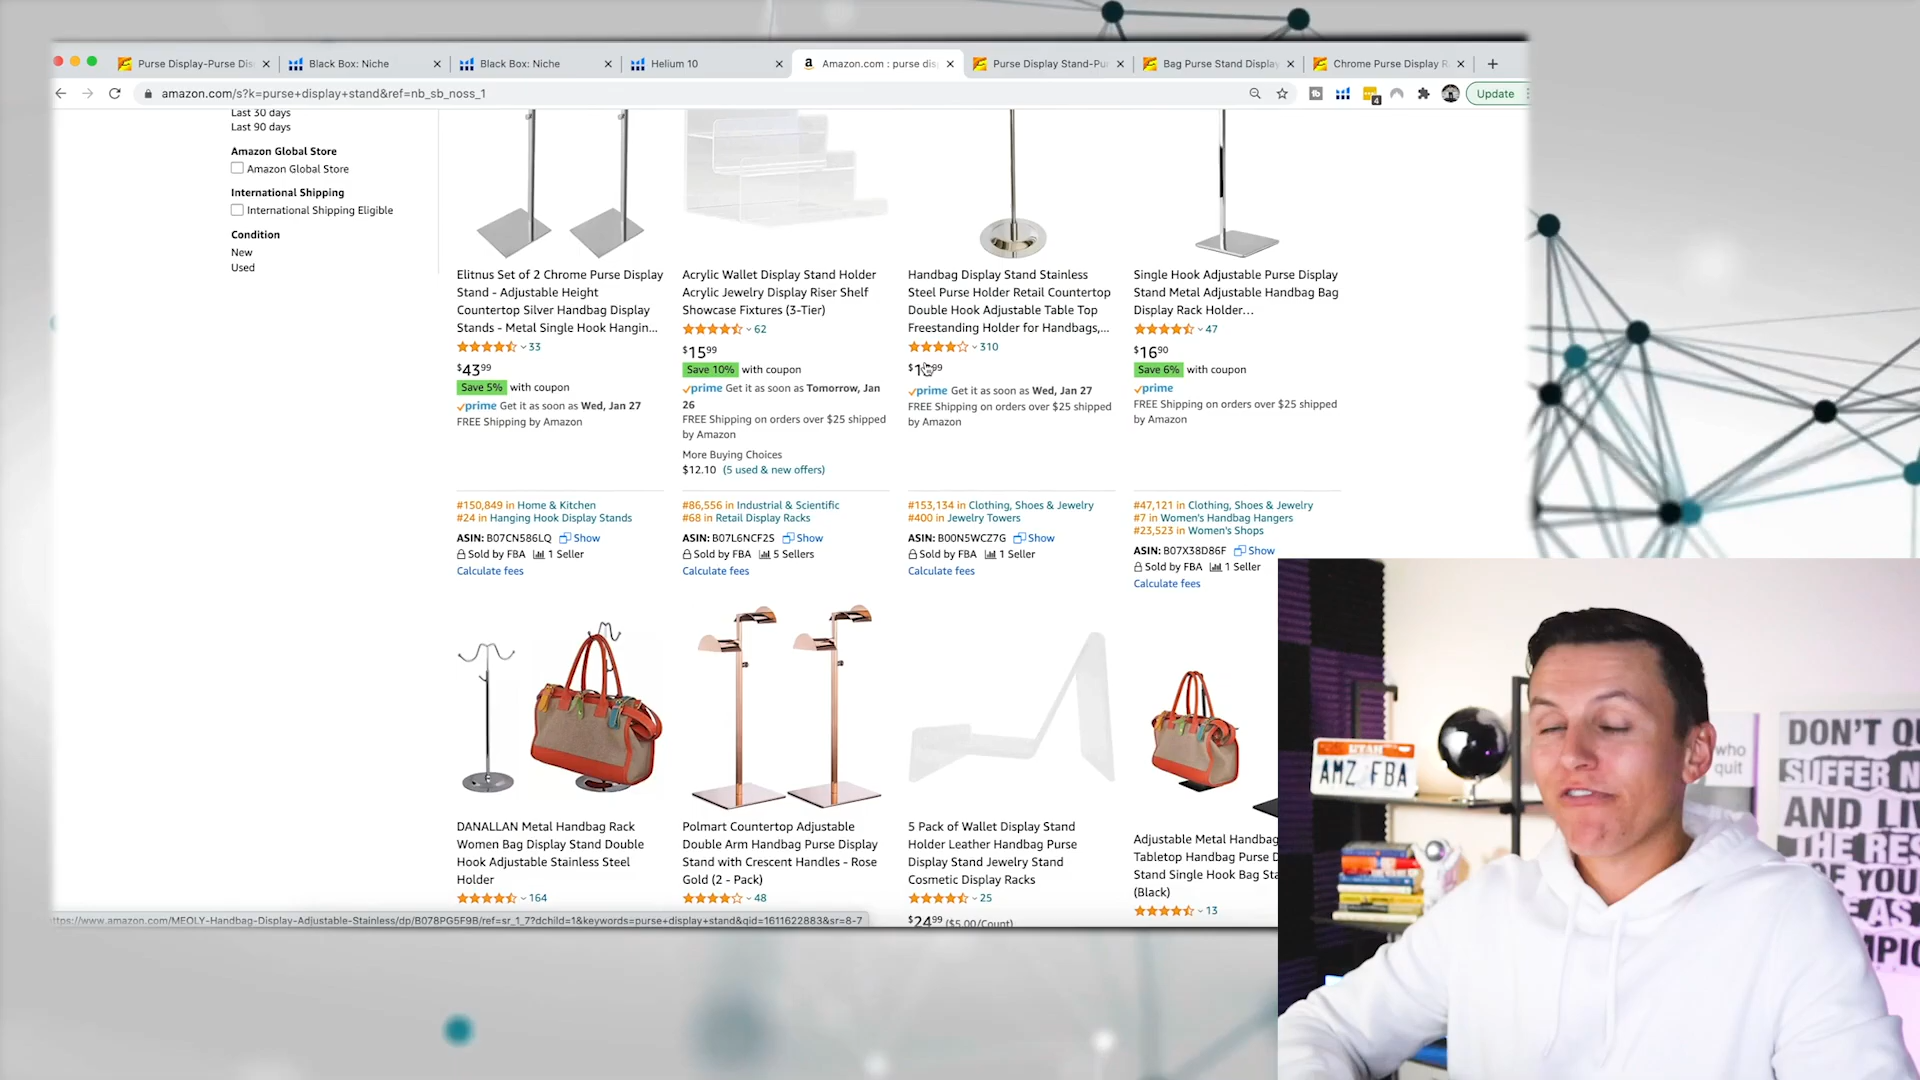 Purse Display-Purse Dis
Black Box: Niche
Black Box: Niche
Helium 10
Amazon.com : purse dis
Purse Display Stand-Pur
Bag Purse Stand Display
Chrome Purse Display R
amazon.com/s?k=purse+display+stand&ref=nb_sb_noss_1
4
Update
Last 30 days
Last 90 days
Amazon Global Store
Amazon Global Store
International Shipping
International Shipping Eligible
Condition
New
Used
Elitnus Set of 2 Chrome Purse Display
Stand - Adjustable Height
Countertop Silver Handbag Display
Stands - Metal Single Hook Hangin...
33
$43.99
Save 5% with coupon
prime Get it as soon as Wed, Jan 27
FREE Shipping by Amazon
#150,849 in Home & Kitchen
#24 in Hanging Hook Display Stands
ASIN: B07CN586LQ Show
Sold by FBA 1 Seller
Calculate fees
Acrylic Wallet Display Stand Holder
Acrylic Jewelry Display Riser Shelf
Showcase Fixtures (3-Tier)
62
$15.99
Save 10% with coupon
prime Get it as soon as Tomorrow, Jan
26
FREE Shipping on orders over $25 shipped
by Amazon
More Buying Choices
$12.10 (5 used & new offers)
#86,556 in Industrial & Scientific
#68 in Retail Display Racks
ASIN: B07L6NCF2S Show
Sold by FBA 5 Sellers
Calculate fees
Handbag Display Stand Stainless
Steel Purse Holder Retail Countertop
Double Hook Adjustable Table Top
Freestanding Holder for Handbags,...
310
prime Get it as soon as Wed, Jan 27
FREE Shipping on orders over $25 shipped
by Amazon
#153,134 in Clothing, Shoes & Jewelry
#400 in Jewelry Towers
ASIN: B00N5WCZ7G Show
Sold by FBA 1 Seller
Calculate fees
Single Hook Adjustable Purse Display
Stand Metal Adjustable Handbag Bag
Display Rack Holder...
47
$16.90
Save 6% with coupon
prime
FREE Shipping on orders over $25 shipped
by Amazon
#47,121 in Clothing, Shoes & Jewelry
#7 in Women's Handbag Hangers
#23,523 in Women's Shops
ASIN: B07X38D86F Show
Sold by FBA 1 Seller
Calculate fees
DANALLAN Metal Handbag Rack
Women Bag Display Stand Double
Hook Adjustable Stainless Steel
Holder
164
Polmart Countertop Adjustable
Double Arm Handbag Purse Display
Stand with Crescent Handles - Rose
Gold (2 - Pack)
48
5 Pack of Wallet Display Stand
Holder Leather Handbag Purse
Display Stand Jewelry Stand
Cosmetic Display Racks
25
$24.99 ($5.00/Count)
Adjustable Metal Handbag
Tabletop Handbag Purse D
Stand Single Hook Bag Sta
(Black)
13
https://www.amazon.com/MEOLY-Handbag-Display-Adjustable-Stainless/dp/B078PG5F9B/ref=sr_1_7?dchild=1&keywords=purse+display+stand&qid=1611622883&sr=8-7
UTAH
AMZ FBA
who
quit
DON'T QU
SUFFER N
AND LIV
THE RES
OF YOUR